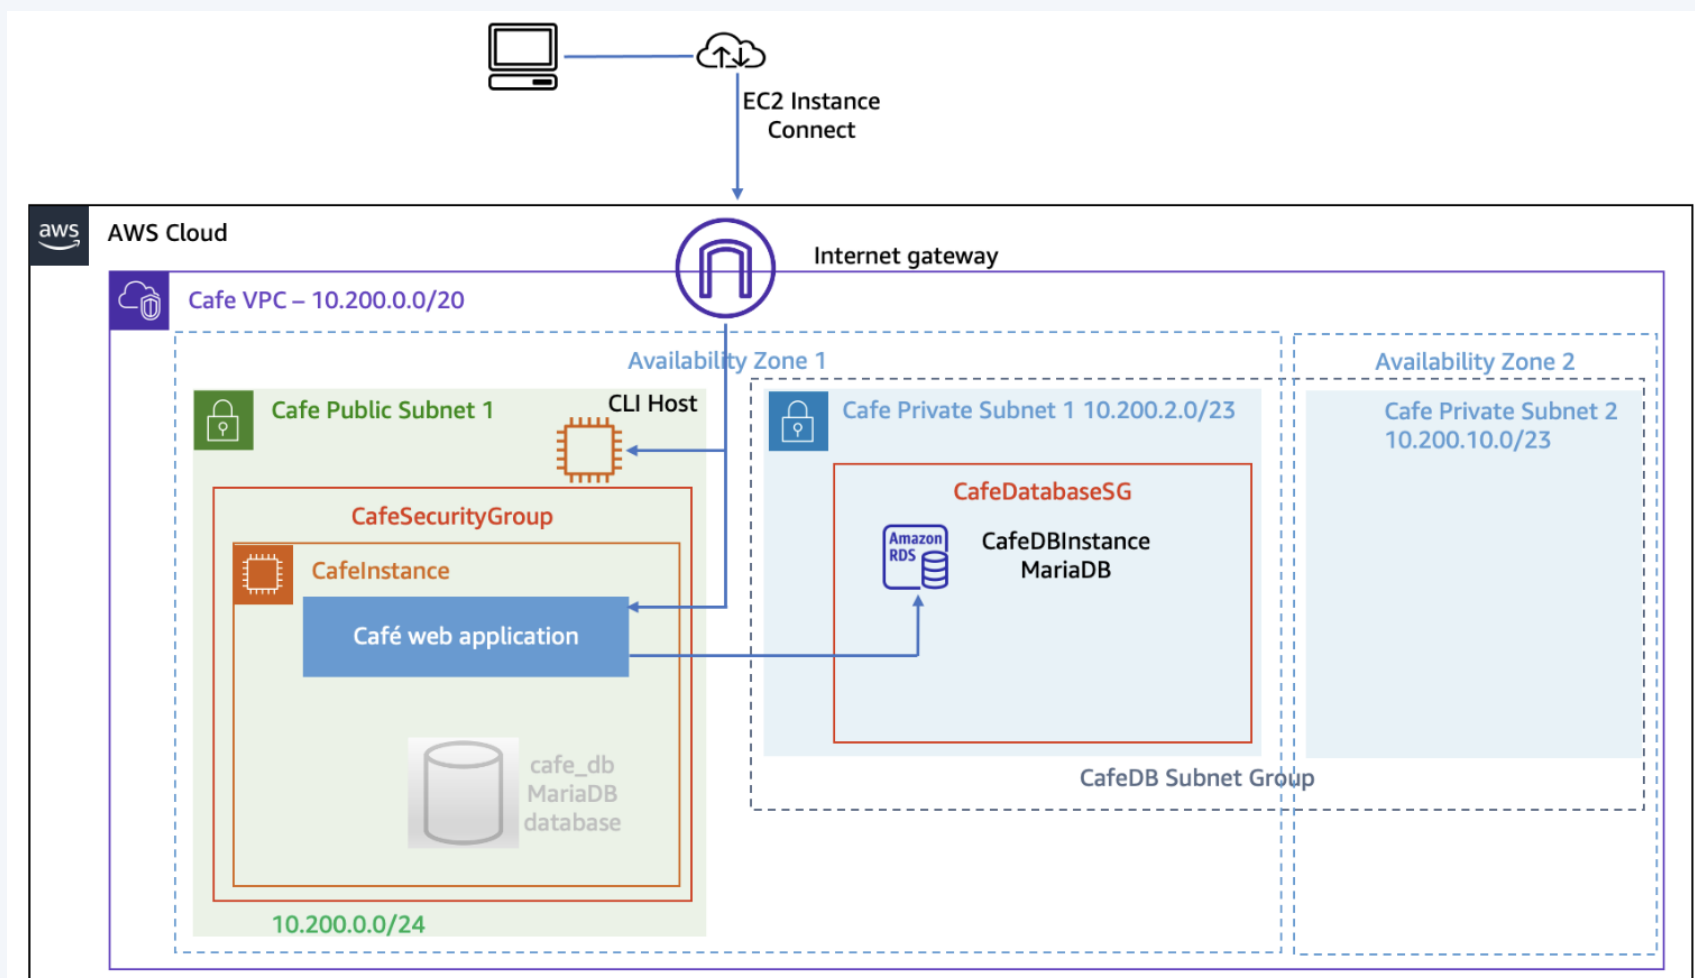 EC2 Instance
Connect
aws
AWS Cloud
Internet gateway
Cafe VPC – 10.200.0.0/20
Availability Zone 1
Availability Zone 2
Cafe Public Subnet 1
CLI Host
Cafe Private Subnet 1 10.200.2.0/23
Cafe Private Subnet 2
10.200.10.0/23
CafeSecurityGroup
CafeDatabaseSG
CafeInstance
Amazon
RDS
CafeDBInstance
MariaDB
Café web application
cafe_db
MariaDB
database
CafeDB Subnet Group
10.200.0.0/24